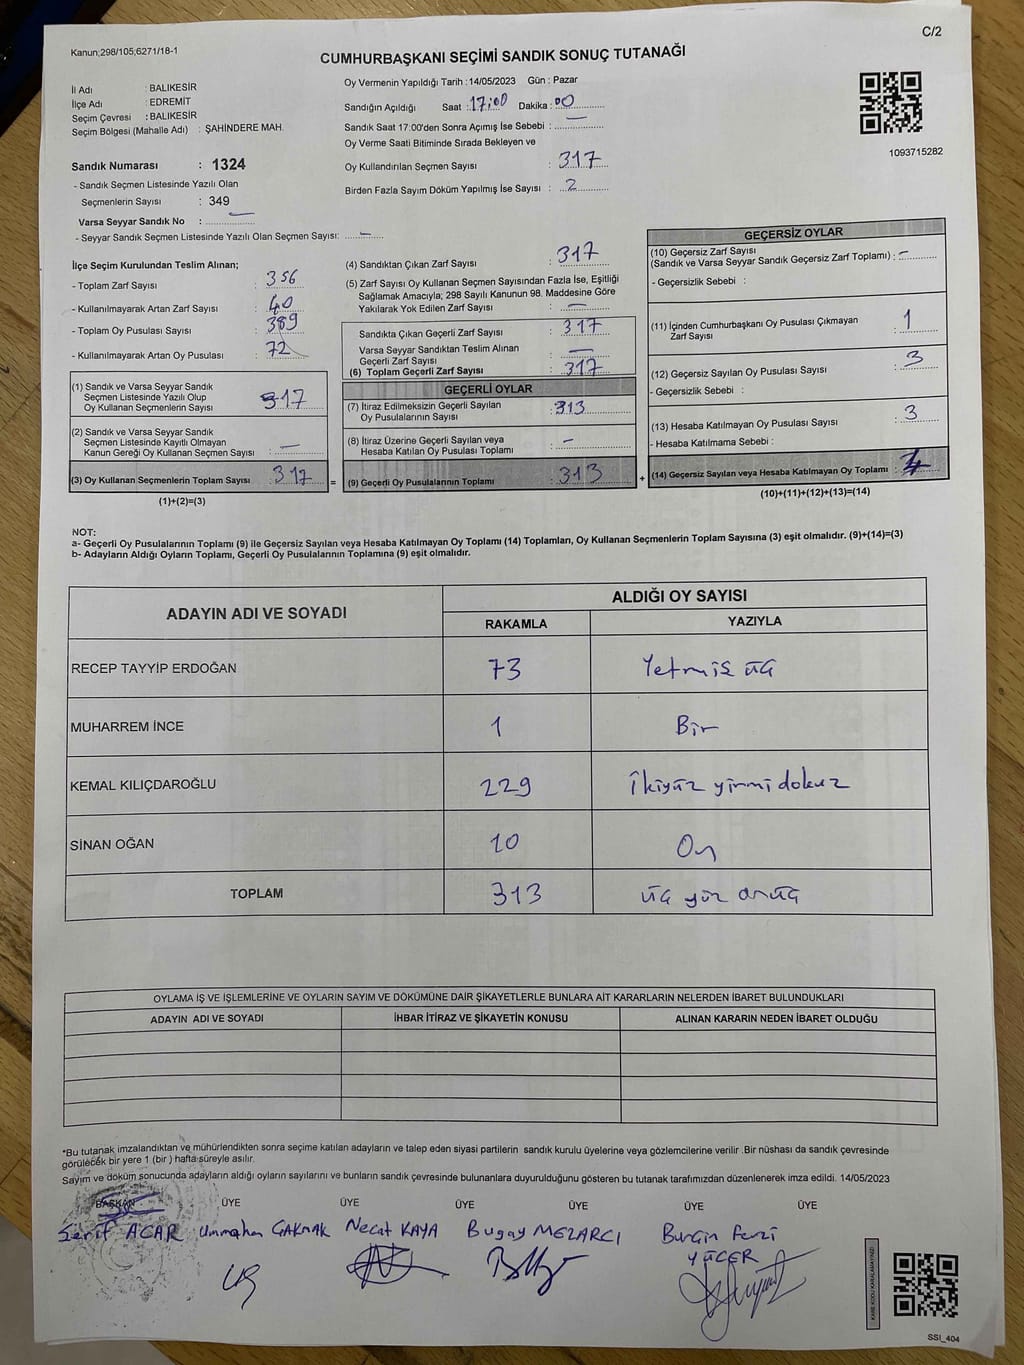 C/2
Kanun;298/105,6271/18-1
CUMHURBAŞKANI SEÇİMİ SANDIK SONUÇ TUTANAĞI
İl Adı : BALIKESİR
İlçe Adı : EDREMIT
Seçim Çevresi : BALIKESİR
Seçim Bölgesi (Mahalle Adı) : ŞAHİNDERE MAH.
Sandık Numarası : 1324
- Sandık Seçmen Listesinde Yazılı Olan
Seçmenlerin Sayısı : 349
Varsa Seyyar Sandık No : —
- Seyyar Sandık Seçmen Listesinde Yazılı Olan Seçmen Sayısı: —
Oy Vermenin Yapıldığı Tarih :14/05/2023 Gün : Pazar
Sandığın Açıldığı Saat :17:00 Dakika :00
Sandık Saat 17:00'den Sonra Açımış İse Sebebi : —
Oy Verme Saati Bitiminde Sırada Bekleyen ve
Oy Kullandırılan Seçmen Sayısı : 317
Birden Fazla Sayım Döküm Yapılmış İse Sayısı : 2
1093715282
İlçe Seçim Kurulundan Teslim Alınan;
- Toplam Zarf Sayısı : 356
- Kullanılmayarak Artan Zarf Sayısı : 40
- Toplam Oy Pusulası Sayısı : 389
- Kullanılmayarak Artan Oy Pusulası : 72
(1) Sandık ve Varsa Seyyar Sandık
Seçmen Listesinde Yazılı Olup
Oy Kullanan Seçmenlerin Sayısı : 317
(2) Sandık ve Varsa Seyyar Sandık
Seçmen Listesinde Kayıtlı Olmayan
Kanun Gereği Oy Kullanan Seçmen Sayısı : —
(3) Oy Kullanan Seçmenlerin Toplam Sayısı : 317 =
(1)+(2)=(3)
(4) Sandıktan Çıkan Zarf Sayısı : 317
(5) Zarf Sayısı Oy Kullanan Seçmen Sayısından Fazla İse, Eşitliği
Sağlamak Amacıyla; 298 Sayılı Kanunun 98. Maddesine Göre
Yakılarak Yok Edilen Zarf Sayısı : —
Sandıkta Çıkan Geçerli Zarf Sayısı : 317
Varsa Seyyar Sandıktan Teslim Alınan
Geçerli Zarf Sayısı : —
(6) Toplam Geçerli Zarf Sayısı : 317
GEÇERLİ OYLAR
(7) İtiraz Edilmeksizin Geçerli Sayılan
Oy Pusulalarının Sayısı : 313
(8) İtiraz Üzerine Geçerli Sayılan veya
Hesaba Katılan Oy Pusulası Toplamı : —
(9) Geçerli Oy Pusulalarının Toplamı : 313 +
GEÇERSİZ OYLAR
(10) Geçersiz Zarf Sayısı
(Sandık ve Varsa Seyyar Sandık Geçersiz Zarf Toplamı) : —
- Geçersizlik Sebebi :
(11) İçinden Cumhurbaşkanı Oy Pusulası Çıkmayan
Zarf Sayısı : 1
(12) Geçersiz Sayılan Oy Pusulası Sayısı : 3
- Geçersizlik Sebebi :
(13) Hesaba Katılmayan Oy Pusulası Sayısı : 3
- Hesaba Katılmama Sebebi :
(14) Geçersiz Sayılan veya Hesaba Katılmayan Oy Toplamı : 4
(10)+(11)+(12)+(13)=(14)
NOT:
a- Geçerli Oy Pusulalarının Toplamı (9) ile Geçersiz Sayılan veya Hesaba Katılmayan Oy Toplamı (14) Toplamları, Oy Kullanan Seçmenlerin Toplam Sayısına (3) eşit olmalıdır. (9)+(14)=(3)
b- Adayların Aldığı Oyların Toplamı, Geçerli Oy Pusulalarının Toplamına (9) eşit olmalıdır.
ADAYIN ADI VE SOYADI ALDIĞI OY SAYISI
RAKAMLA YAZIYLA
RECEP TAYYİP ERDOĞAN 73 Yetmiş üç
MUHARREM İNCE 1 Bir
KEMAL KILIÇDAROĞLU 229 İkiyüz yirmi dokuz
SİNAN OĞAN 10 On
TOPLAM 313 üç yüz onüç
OYLAMA İŞ VE İŞLEMLERİNE VE OYLARIN SAYIM VE DÖKÜMÜNE DAİR ŞİKAYETLERLE BUNLARA AİT KARARLARIN NELERDEN İBARET BULUNDUKLARI
ADAYIN ADI VE SOYADI İHBAR İTİRAZ VE ŞİKAYETİN KONUSU ALINAN KARARIN NEDEN İBARET OLDUĞU
*Bu tutanak imzalandıktan ve mühürlendikten sonra seçime katılan adayların ve talep eden siyasi partilerin sandık kurulu üyelerine veya gözlemcilerine verilir .Bir nüshası da sandık çevresinde
görülecek bir yere 1 (bir ) hafta süreyle asılır.
Sayım ve döküm sonucunda adayların aldığı oyların sayılarını ve bunların sandık çevresinde bulunanlara duyurulduğunu gösteren bu tutanak tarafımızdan düzenlenerek imza edildi. 14/05/2023
BAŞKAN ÜYE ÜYE ÜYE ÜYE ÜYE
Şerif ACAR Ummahan ÇAKMAK Necat KAYA Bugay MEZARCI Burçin Fevzi
YÜCER
KARE KODU KARALAMAYINIZ!
SSI_404